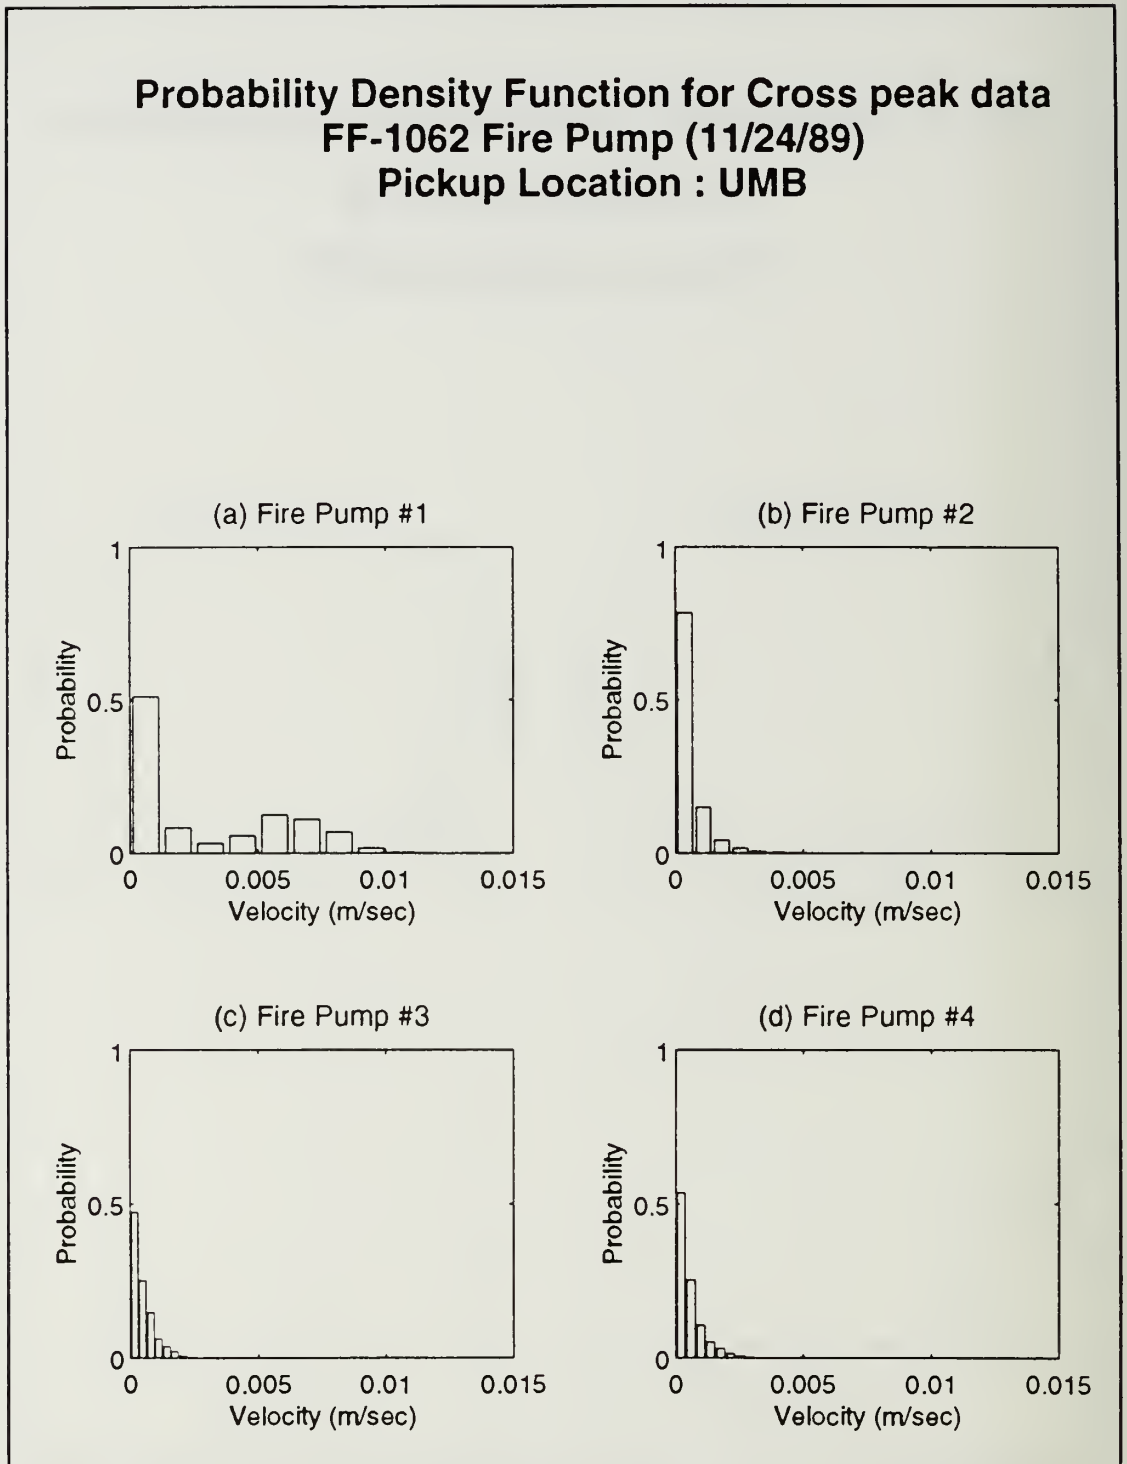 Probability Density Function for Cross peak data
FF-1062 Fire Pump (11/24/89)
Pickup Location : UMB
(a) Fire Pump #1
1
0.5
0
Probability
0 0.005 0.01 0.015
Velocity (m/sec)
(b) Fire Pump #2
1
0.5
0
Probability
0 0.005 0.01 0.015
Velocity (m/sec)
(c) Fire Pump #3
1
0.5
0
Probability
0 0.005 0.01 0.015
Velocity (m/sec)
(d) Fire Pump #4
1
0.5
0
Probability
0 0.005 0.01 0.015
Velocity (m/sec)